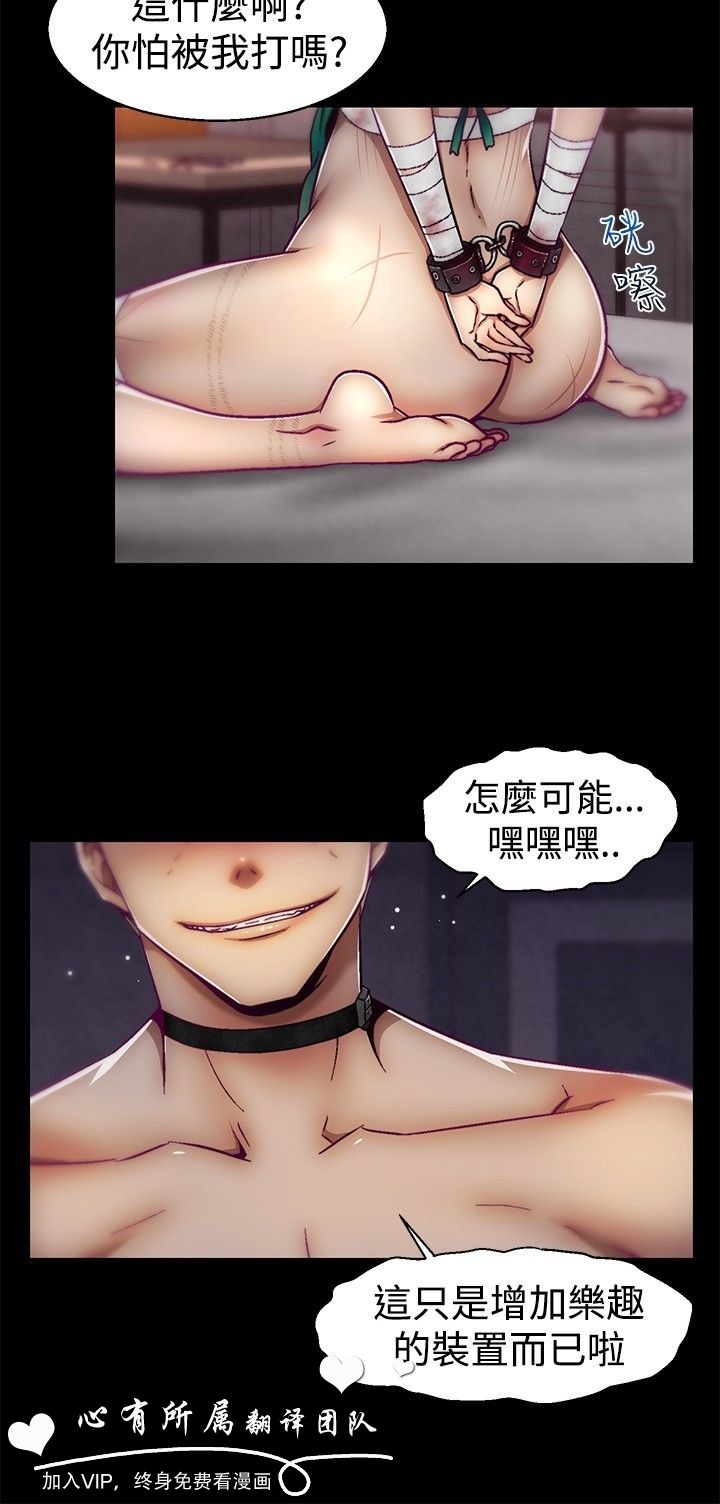 這什麼啊?
你怕被我打嗎?
硄
嚓
怎麼可能...
嘿嘿嘿..
這只是增加樂趣
的裝置而已啦
心有所属翻译团队
加入VIP，终身免费看漫画